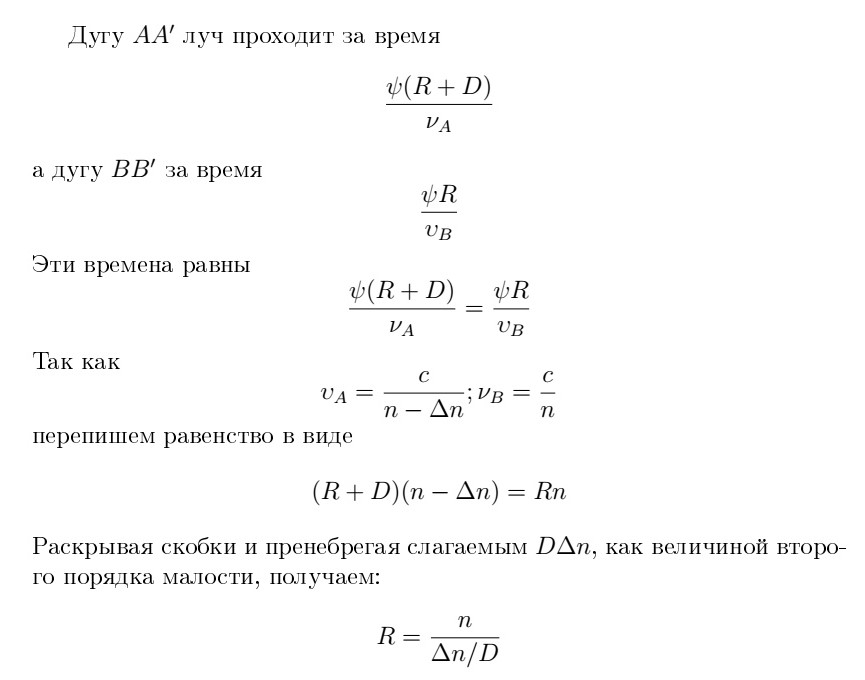 Дугу AA′ луч проходит за время
ψ(R + D)
ν_A
а дугу BB′ за время
ψR
υ_B
Эти времена равны
ψ(R + D) / ν_A = ψR / υ_B
Так как
υ_A = c / (n − Δn); ν_B = c / n
перепишем равенство в виде
(R + D)(n − Δn) = Rn
Раскрывая скобки и пренебрегая слагаемым DΔn, как величиной второ-
го порядка малости, получаем:
R = n / (Δn/D)